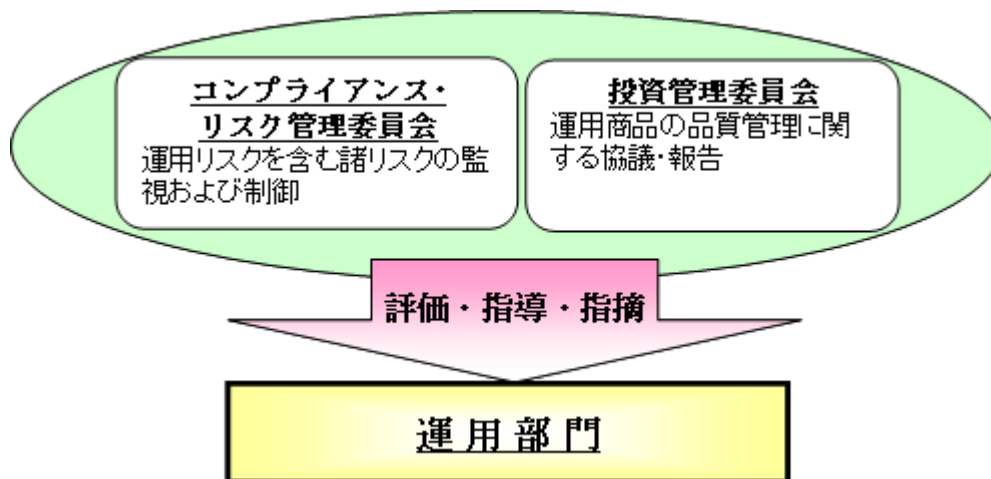 コンプライアンス・
リスク管理委員会
運用リスクを含む諸リスクの監
視および制御
投資管理委員会
運用商品の品質管理に関
する協議・報告
評価・指導・指摘
運用部門